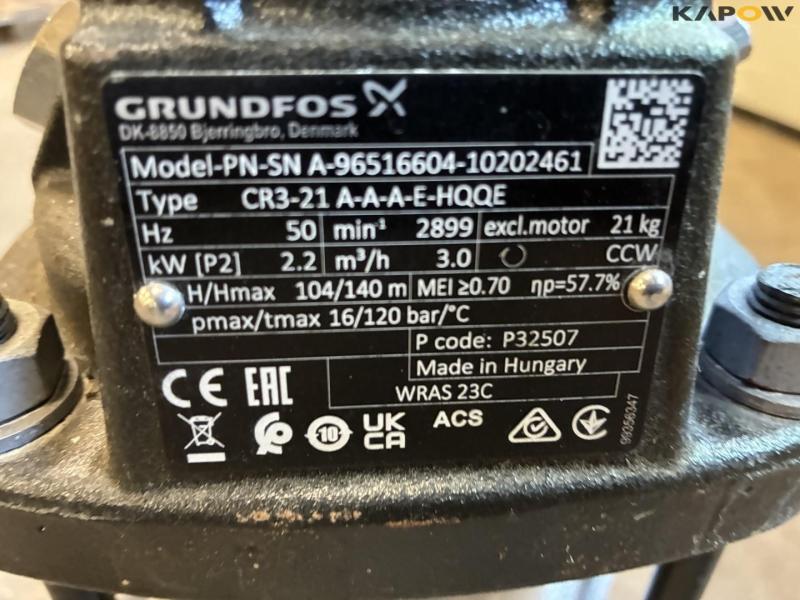 KAPOW
GRUNDFOS
DK-8850 Bjerringbro, Denmark
Model-PN-SN A-96516604-10202461
Type CR3-21 A-A-A-E-HQQE
Hz 50 min⁻¹ 2899 excl.motor 21 kg
kW [P2] 2.2 m³/h 3.0 CCW
H/Hmax 104/140 m MEI ≥0.70 ηp=57.7%
pmax/tmax 16/120 bar/°C
P code: P32507
Made in Hungary
CE EAC WRAS 23C
10 UK CA ACS
99356347